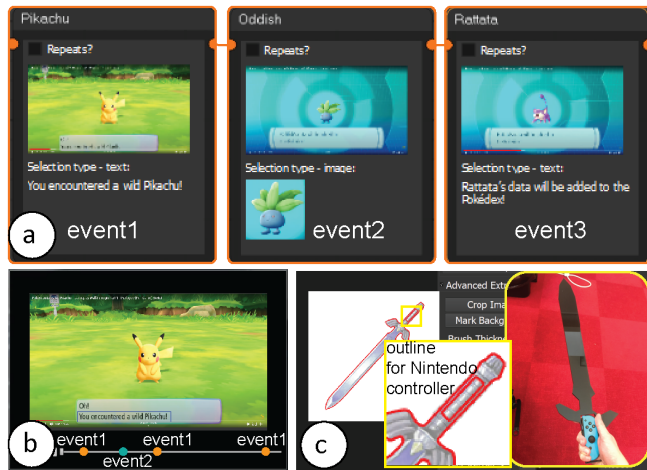 Pikachu
Oddish
Rattata
Repeats?
Repeats?
Repeats?
Selection type - text:
You encountered a wild Pikachu!
Selection type - image:
Selection type - text:
Rattata's data will be added to the
Pokédex!
a
event1
event2
event3
Oh!
You encountered a wild Pikachu!
b
event1
event2
event1
event1
Advanced Ext
Crop Ima
Mark Backg
Brush Thickn
outline
for Nintendo
controller
c